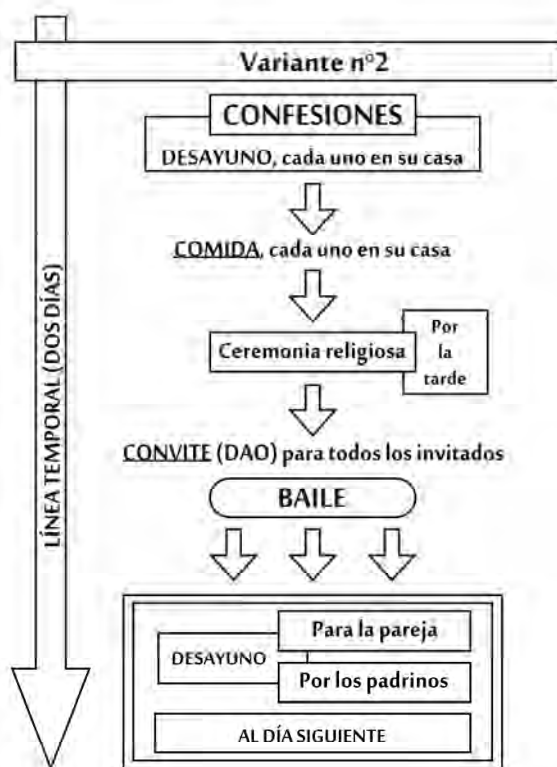 Variante n°2
CONFESIONES
DESAYUNO, cada uno en su casa
COMIDA, cada uno en su casa
Ceremonia religiosa
Por
la
tarde
CONVITE (DAO) para todos los invitados
BAILE
DESAYUNO
Para la pareja
Por los padrinos
AL DÍA SIGUIENTE
LÍNEA TEMPORAL (DOS DÍAS)